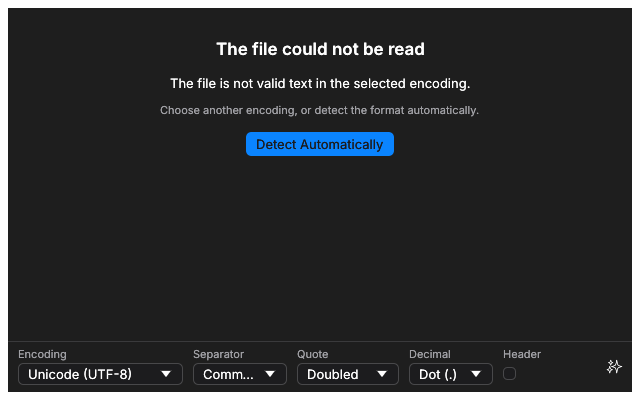 The file could not be read
The file is not valid text in the selected encoding.
Choose another encoding, or detect the format automatically.
Detect Automatically
Encoding Separator Quote Decimal Header
Unicode (UTF-8) Comm... Doubled Dot (.)